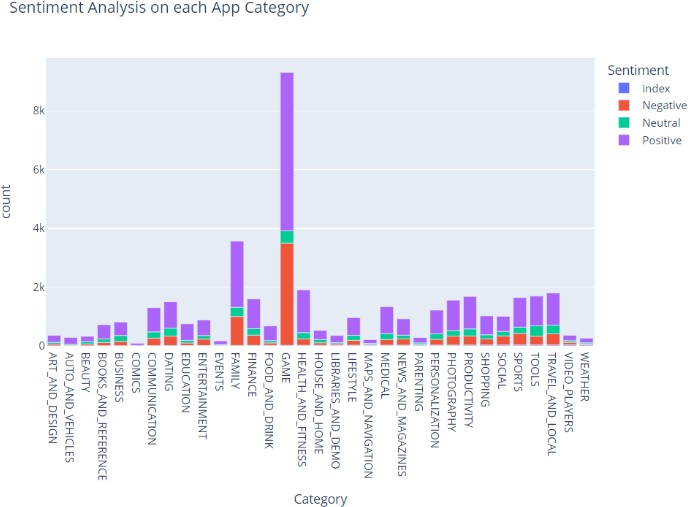 Sentiment Analysis on each App Category
Sentiment
index
Negative
Neutral
Positive
8k
6k
4k
2k
0
count
ART_AND_DESIGN
AUTO_AND_VEHICLES
BEAUTY
BOOKS_AND_REFERENCE
BUSINESS
COMICS
COMMUNICATION
DATING
EDUCATION
ENTERTAINMENT
EVENTS
FAMILY
FINANCE
FOOD_AND_DRINK
GAME
HEALTH_AND_FITNESS
HOUSE_AND_HOME
LIBRARIES_AND_DEMO
LIFESTYLE
MAPS_AND_NAVIGATION
MEDICAL
NEWS_AND_MAGAZINES
PARENTING
PERSONALIZATION
PHOTOGRAPHY
PRODUCTIVITY
SHOPPING
SOCIAL
SPORTS
TOOLS
TRAVEL_AND_LOCAL
VIDEO_PLAYERS
WEATHER
Category